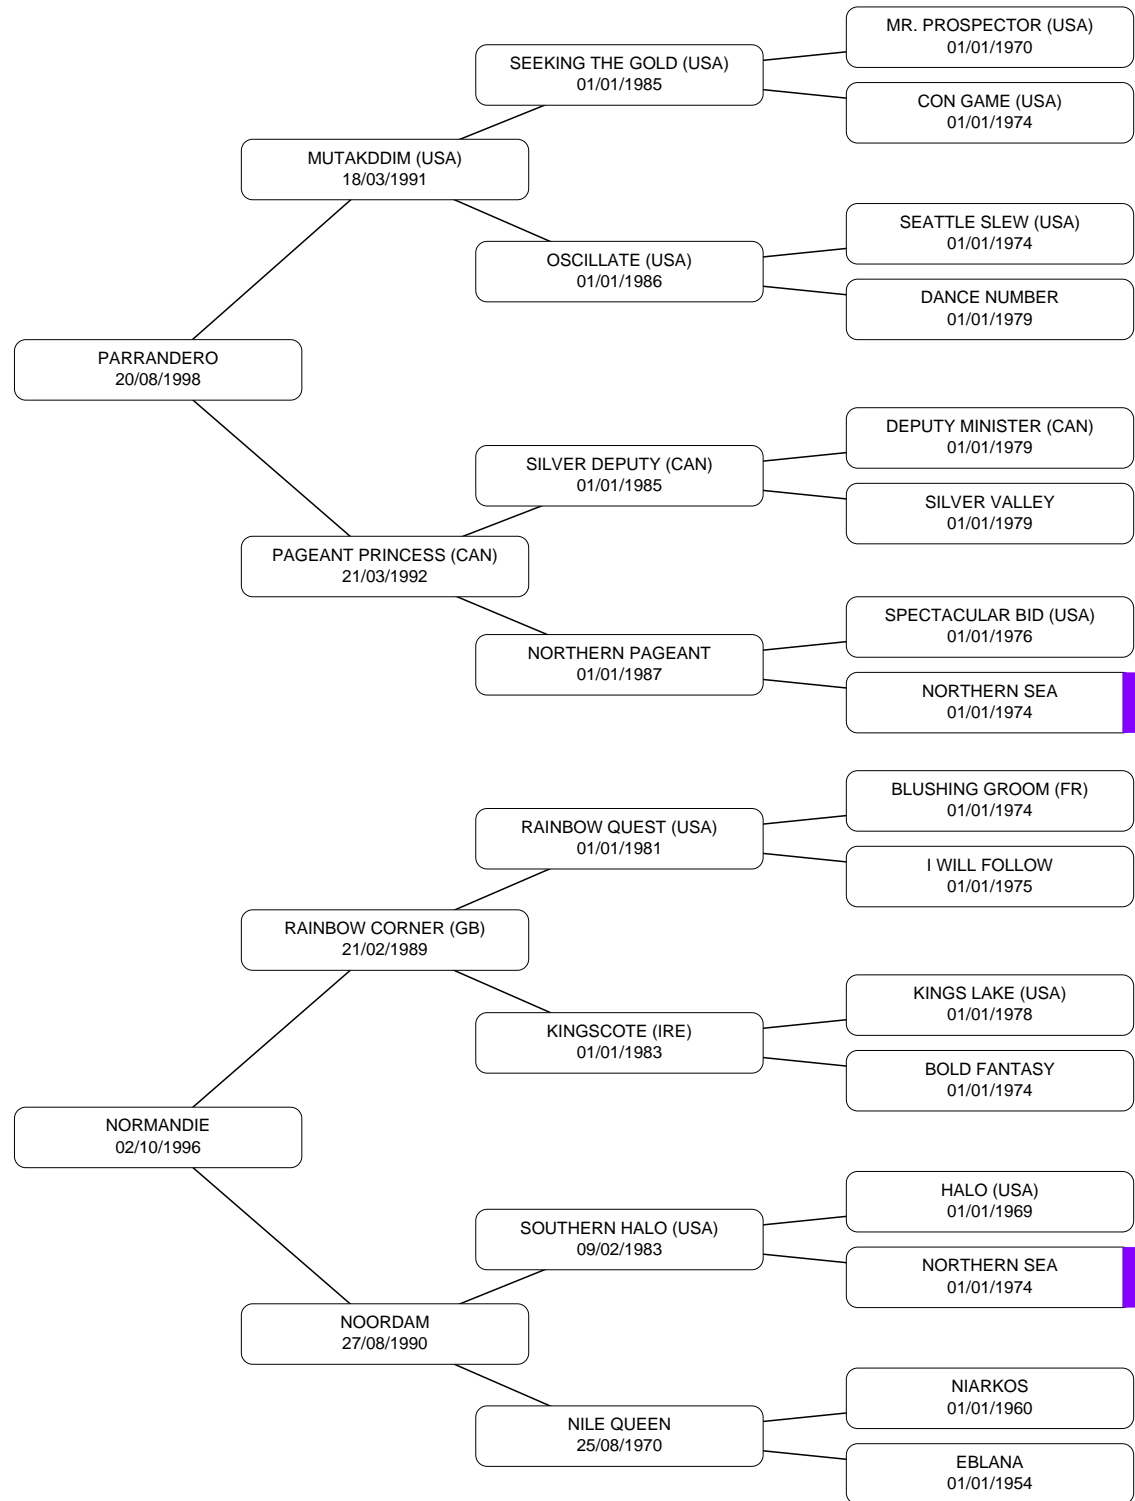 MR. PROSPECTOR (USA)
01/01/1970
SEEKING THE GOLD (USA)
01/01/1985
CON GAME (USA)
01/01/1974
MUTAKDDIM (USA)
18/03/1991
SEATTLE SLEW (USA)
01/01/1974
OSCILLATE (USA)
01/01/1986
DANCE NUMBER
01/01/1979
PARRANDERO
20/08/1998
DEPUTY MINISTER (CAN)
01/01/1979
SILVER DEPUTY (CAN)
01/01/1985
SILVER VALLEY
01/01/1979
PAGEANT PRINCESS (CAN)
21/03/1992
SPECTACULAR BID (USA)
01/01/1976
NORTHERN PAGEANT
01/01/1987
NORTHERN SEA
01/01/1974
BLUSHING GROOM (FR)
01/01/1974
RAINBOW QUEST (USA)
01/01/1981
I WILL FOLLOW
01/01/1975
RAINBOW CORNER (GB)
21/02/1989
KINGS LAKE (USA)
01/01/1978
KINGSCOTE (IRE)
01/01/1983
BOLD FANTASY
01/01/1974
NORMANDIE
02/10/1996
HALO (USA)
01/01/1969
SOUTHERN HALO (USA)
09/02/1983
NORTHERN SEA
01/01/1974
NOORDAM
27/08/1990
NIARKOS
01/01/1960
NILE QUEEN
25/08/1970
EBLANA
01/01/1954